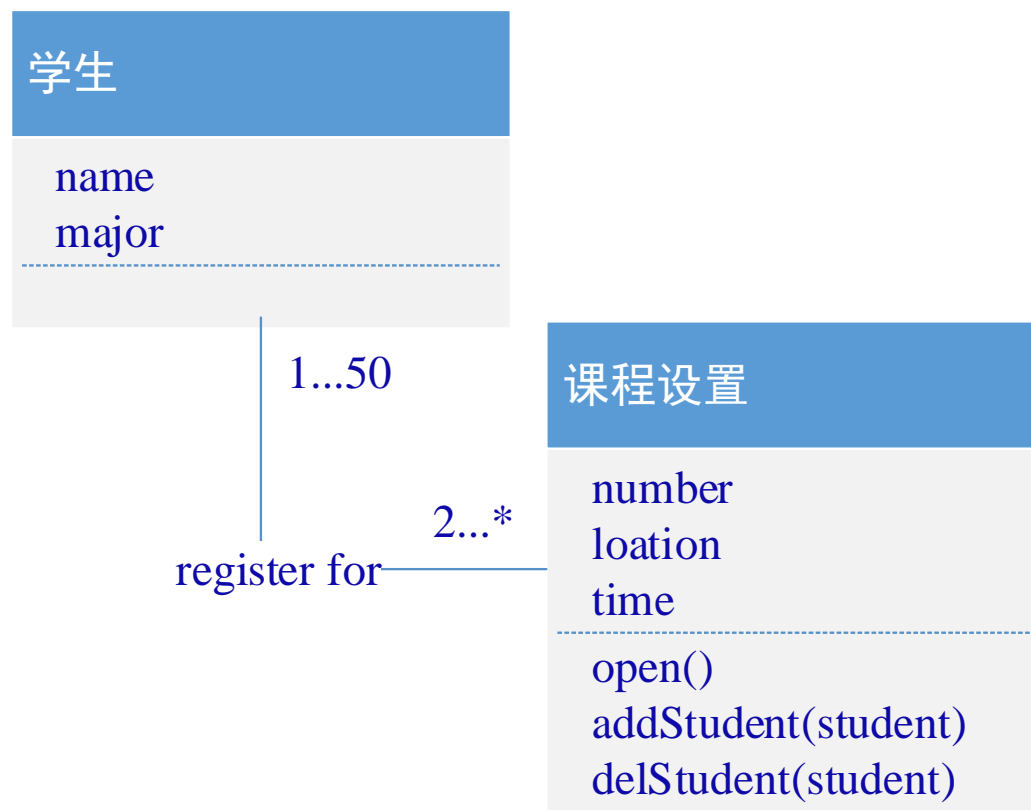 学生
name
major
1...50
课程设置
number
loation
time
2...*
register for
open()
addStudent(student)
delStudent(student)